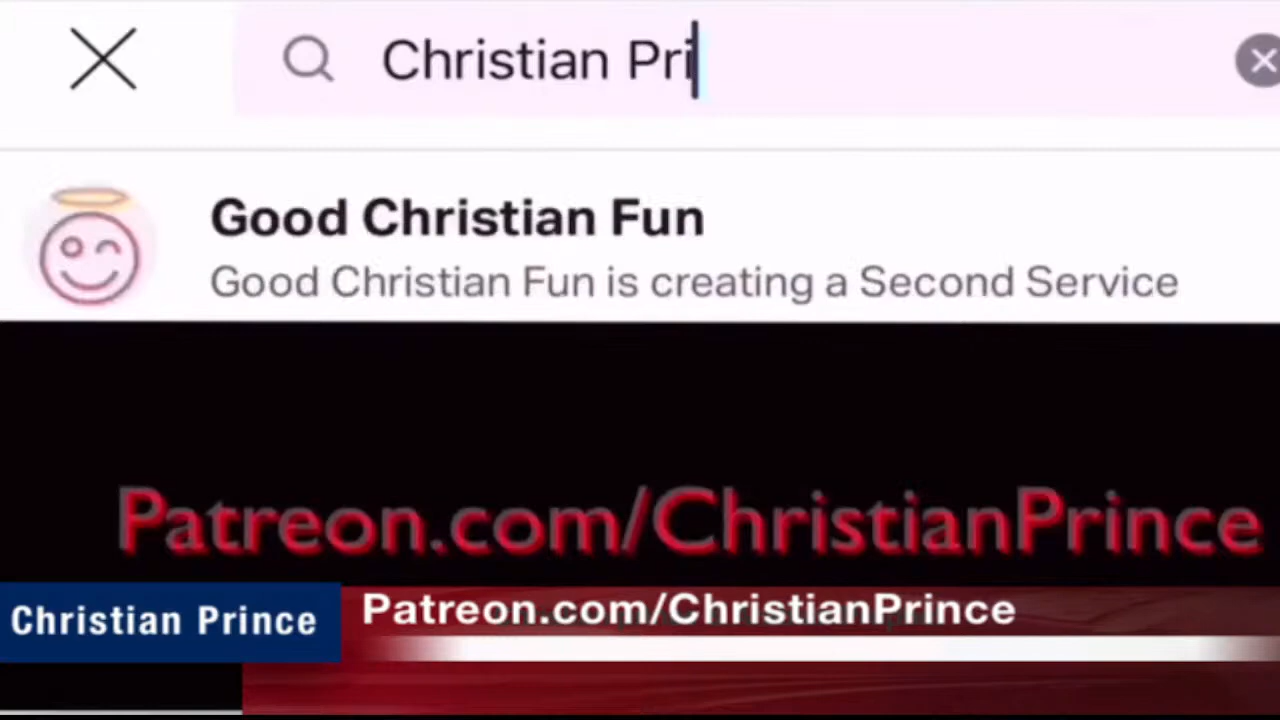 Christian Pri
Good Christian Fun
Good Christian Fun is creating a Second Service
Patreon.com/ChristianPrince
Christian Prince
Patreon.com/ChristianPrince